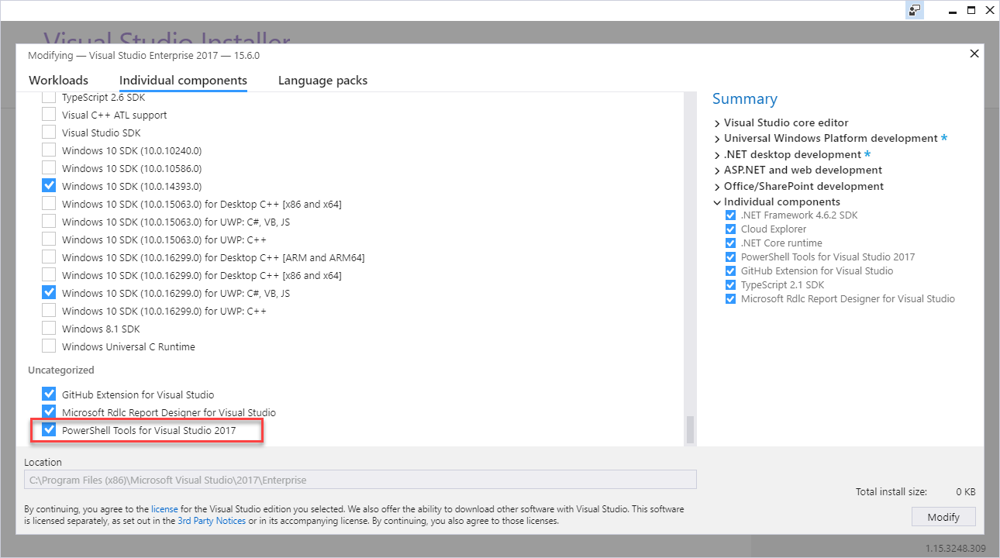 Visual Studio Installer
Modifying — Visual Studio Enterprise 2017 — 15.6.0
Workloads
Individual components
Language packs
TypeScript 2.6 SDK
Visual C++ ATL support
Visual Studio SDK
Windows 10 SDK (10.0.10240.0)
Windows 10 SDK (10.0.10586.0)
Windows 10 SDK (10.0.14393.0)
Windows 10 SDK (10.0.15063.0) for Desktop C++ [x86 and x64]
Windows 10 SDK (10.0.15063.0) for UWP: C#, VB, JS
Windows 10 SDK (10.0.15063.0) for UWP: C++
Windows 10 SDK (10.0.16299.0) for Desktop C++ [ARM and ARM64]
Windows 10 SDK (10.0.16299.0) for Desktop C++ [x86 and x64]
Windows 10 SDK (10.0.16299.0) for UWP: C#, VB, JS
Windows 10 SDK (10.0.16299.0) for UWP: C++
Windows 8.1 SDK
Windows Universal C Runtime
Uncategorized
GitHub Extension for Visual Studio
Microsoft Rdlc Report Designer for Visual Studio
PowerShell Tools for Visual Studio 2017
Summary
Visual Studio core editor
Universal Windows Platform development *
.NET desktop development *
ASP.NET and web development
Office/SharePoint development
Individual components
.NET Framework 4.6.2 SDK
Cloud Explorer
.NET Core runtime
PowerShell Tools for Visual Studio 2017
GitHub Extension for Visual Studio
TypeScript 2.1 SDK
Microsoft Rdlc Report Designer for Visual Studio
Location
C:\Program Files (x86)\Microsoft Visual Studio\2017\Enterprise
By continuing, you agree to the license for the Visual Studio edition you selected. We also offer the ability to download other software with Visual Studio. This software
is licensed separately, as set out in the 3rd Party Notices or in its accompanying license. By continuing, you also agree to those licenses.
Total install size: 0 KB
Modify
1.15.3248.309